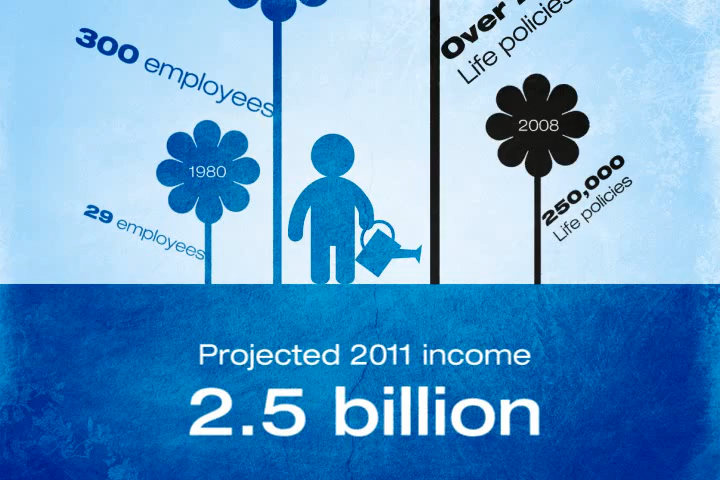 Over
Life policies
300 employees
2008
1980
250,000
Life policies
29 employees
Projected 2011 income
2.5 billion